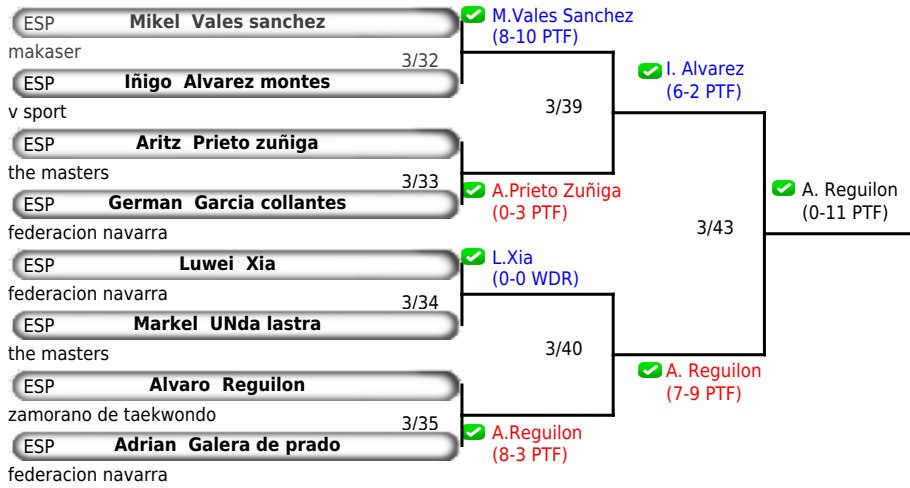 ESP Mikel Vales sanchez
makaser
3/32
ESP Iñigo Alvarez montes
v sport
ESP Aritz Prieto zuñiga
the masters
3/33
ESP German Garcia collantes
federacion navarra
ESP Luwei Xia
federacion navarra
3/34
ESP Markel UNda lastra
the masters
ESP Alvaro Reguilon
zamorano de taekwondo
3/35
ESP Adrian Galera de prado
federacion navarra
M.Vales Sanchez
(8-10 PTF)
3/39
A.Prieto Zuñiga
(0-3 PTF)
L.Xia
(0-0 WDR)
3/40
A.Reguilon
(8-3 PTF)
I. Alvarez
(6-2 PTF)
3/43
A. Reguilon
(7-9 PTF)
A. Reguilon
(0-11 PTF)